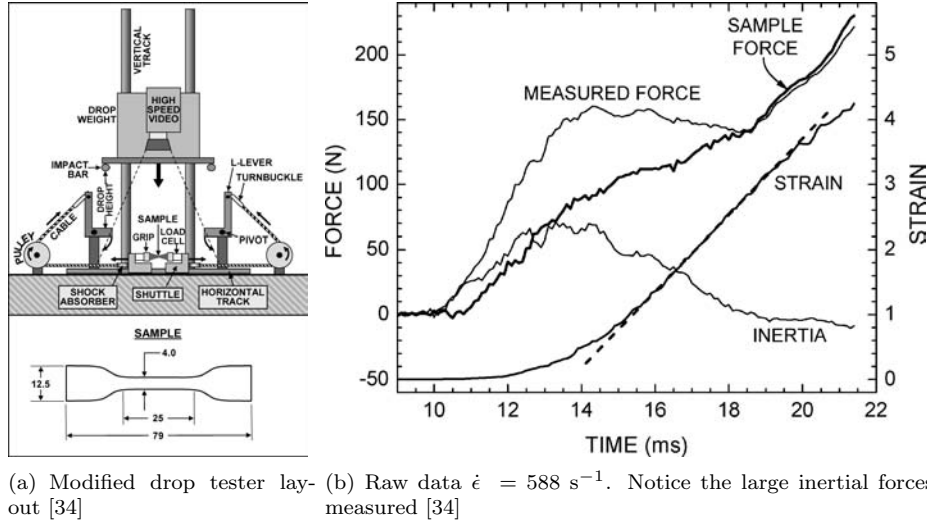 VERTICAL
TRACK
DROP
WEIGHT
HIGH
SPEED
VIDEO
IMPACT
BAR
DROP
HEIGHT
L-LEVER
TURNBUCKLE
SAMPLE
GRIP
LOAD
CELL
PULLEY
CABLE
PIVOT
SHOCK
ABSORBER
SHUTTLE
HORIZONTAL
TRACK
SAMPLE
4.0
12.5
25
79
FORCE (N)
200
150
100
50
0
-50
MEASURED FORCE
SAMPLE
FORCE
STRAIN
INERTIA
5
4
3
2
1
0
STRAIN
10 12 14 16 18 20 22
TIME (ms)
(a) Modified drop tester lay-
out [34]
(b) Raw data ε̇ = 588 s⁻¹. Notice the large inertial forces
measured [34]